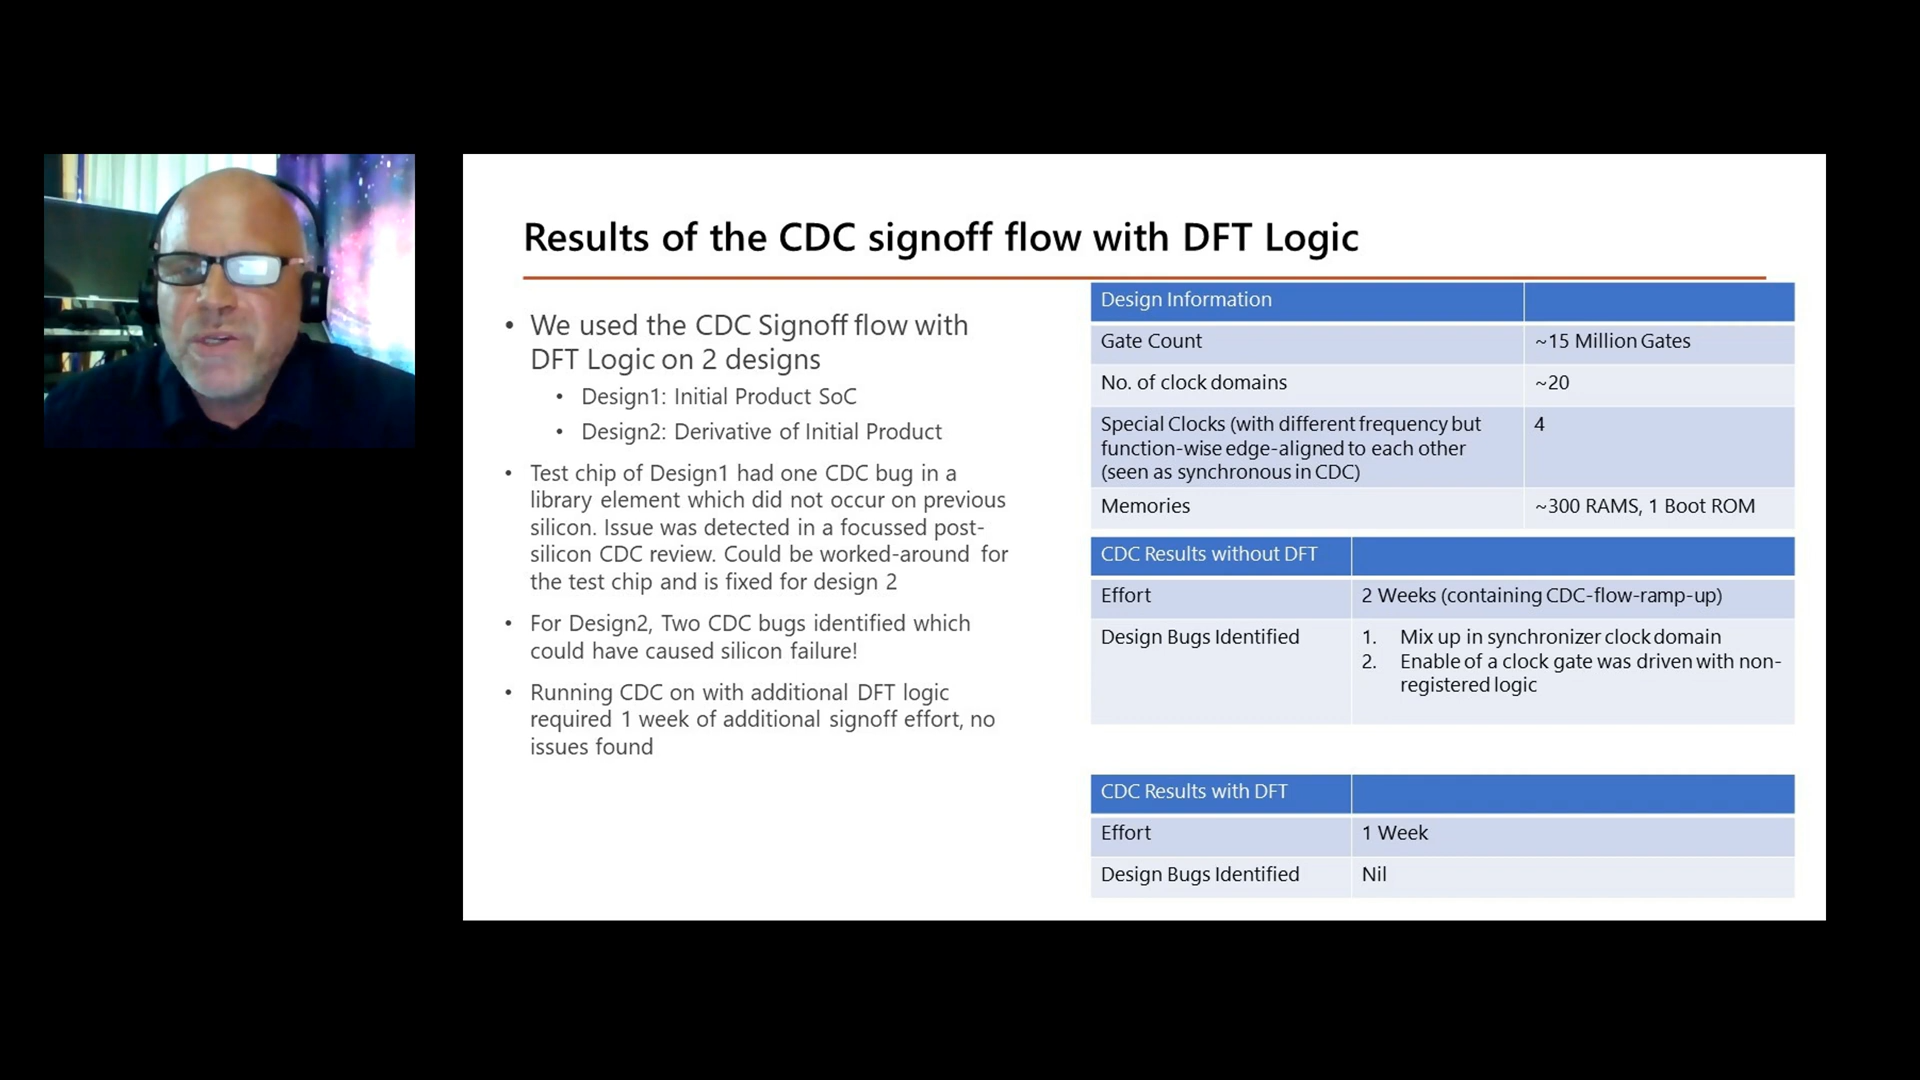 Results of the CDC signoff flow with DFT Logic
• We used the CDC Signoff flow with
DFT Logic on 2 designs
• Design1: Initial Product SoC
• Design2: Derivative of Initial Product
• Test chip of Design1 had one CDC bug in a
library element which did not occur on previous
silicon. Issue was detected in a focussed post-
silicon CDC review. Could be worked-around for
the test chip and is fixed for design 2
• For Design2, Two CDC bugs identified which
could have caused silicon failure!
• Running CDC on with additional DFT logic
required 1 week of additional signoff effort, no
issues found
Design Information
Gate Count ~15 Million Gates
No. of clock domains ~20
Special Clocks (with different frequency but 4
function-wise edge-aligned to each other
(seen as synchronous in CDC)
Memories ~300 RAMS, 1 Boot ROM
CDC Results without DFT
Effort 2 Weeks (containing CDC-flow-ramp-up)
Design Bugs Identified 1. Mix up in synchronizer clock domain
2. Enable of a clock gate was driven with non-
registered logic
CDC Results with DFT
Effort 1 Week
Design Bugs Identified Nil